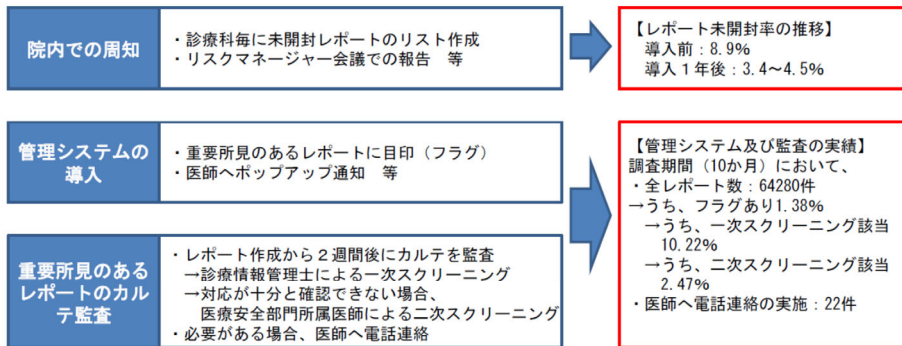 院内での周知
・診療科毎に未開封レポートのリスト作成
・リスクマネージャー会議での報告　等
【レポート未開封率の推移】
導入前：8.9%
導入１年後：3.4～4.5%
管理システムの
導入
・重要所見のあるレポートに目印（フラグ）
・医師へポップアップ通知　等
重要所見のある
レポートのカル
テ監査
・レポート作成から２週間後にカルテを監査
→診療情報管理士による一次スクリーニング
→対応が十分と確認できない場合、
医療安全部門所属医師による二次スクリーニング
・必要がある場合、医師へ電話連絡
【管理システム及び監査の実績】
調査期間（10か月）において、
・全レポート数：64280件
→うち、フラグあり1.38%
→うち、一次スクリーニング該当
10.22%
→うち、二次スクリーニング該当
2.47%
・医師へ電話連絡の実施：22件